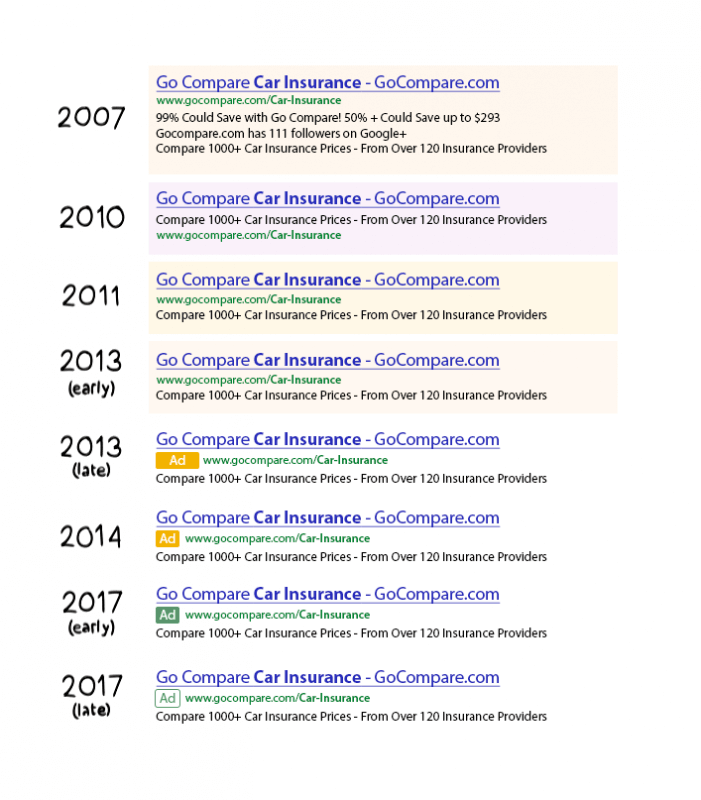 2007
Go Compare Car Insurance - GoCompare.com
www.gocompare.com/Car-Insurance
99% Could Save with Go Compare! 50% + Could Save up to $293
Gocompare.com has 111 followers on Google+
Compare 1000+ Car Insurance Prices - From Over 120 Insurance Providers
2010
Go Compare Car Insurance - GoCompare.com
Compare 1000+ Car Insurance Prices - From Over 120 Insurance Providers
www.gocompare.com/Car-Insurance
2011
Go Compare Car Insurance - GoCompare.com
www.gocompare.com/Car-Insurance
Compare 1000+ Car Insurance Prices - From Over 120 Insurance Providers
2013
(early)
Go Compare Car Insurance - GoCompare.com
www.gocompare.com/Car-Insurance
Compare 1000+ Car Insurance Prices - From Over 120 Insurance Providers
2013
(late)
Go Compare Car Insurance - GoCompare.com
Ad www.gocompare.com/Car-Insurance
Compare 1000+ Car Insurance Prices - From Over 120 Insurance Providers
2014
Go Compare Car Insurance - GoCompare.com
Ad www.gocompare.com/Car-Insurance
Compare 1000+ Car Insurance Prices - From Over 120 Insurance Providers
2017
(early)
Go Compare Car Insurance - GoCompare.com
Ad www.gocompare.com/Car-Insurance
Compare 1000+ Car Insurance Prices - From Over 120 Insurance Providers
2017
(late)
Go Compare Car Insurance - GoCompare.com
Ad www.gocompare.com/Car-Insurance
Compare 1000+ Car Insurance Prices - From Over 120 Insurance Providers